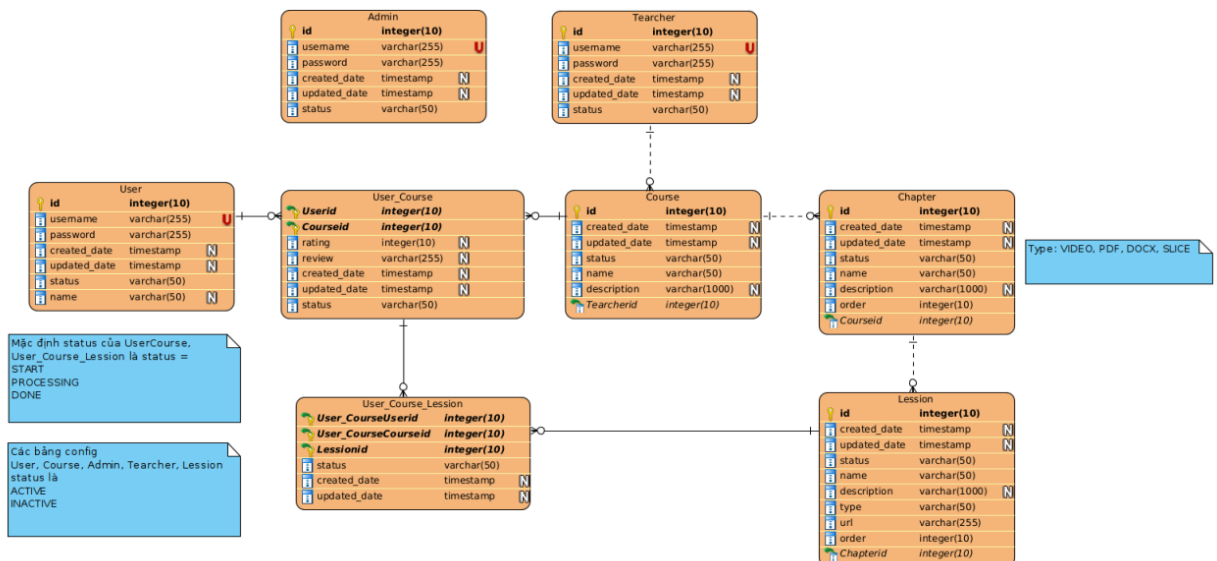 Admin
id integer(10)
username varchar(255) U
password varchar(255)
created_date timestamp N
updated_date timestamp N
status varchar(50)
Tearcher
id integer(10)
username varchar(255) U
password varchar(255)
created_date timestamp N
updated_date timestamp N
status varchar(50)
User
id integer(10)
username varchar(255) U
password varchar(255)
created_date timestamp N
updated_date timestamp N
status varchar(50)
name varchar(50) N
User_Course
Userid integer(10)
Courseid integer(10)
rating integer(10) N
review varchar(255) N
created_date timestamp N
updated_date timestamp N
status varchar(50)
Course
id integer(10)
created_date timestamp N
updated_date timestamp N
status varchar(50)
name varchar(50)
description varchar(1000) N
Tearcherid integer(10)
Chapter
id integer(10)
created_date timestamp N
updated_date timestamp N
status varchar(50)
name varchar(50)
description varchar(1000) N
order integer(10)
Courseid integer(10)
Type: VIDEO, PDF, DOCX, SLICE
Mặc định status của UserCourse,
User_Course_Lession là status =
START
PROCESSING
DONE
User_Course_Lession
User_CourseUserid integer(10)
User_CourseCourseid integer(10)
Lessionid integer(10)
status varchar(50)
created_date timestamp N
updated_date timestamp N
Lession
id integer(10)
created_date timestamp N
updated_date timestamp N
status varchar(50)
name varchar(50)
description varchar(1000) N
type varchar(50)
url varchar(255)
order integer(10)
Chapterid integer(10)
Các bảng config
User, Course, Admin, Tearcher, Lession
status là
ACTIVE
INACTIVE